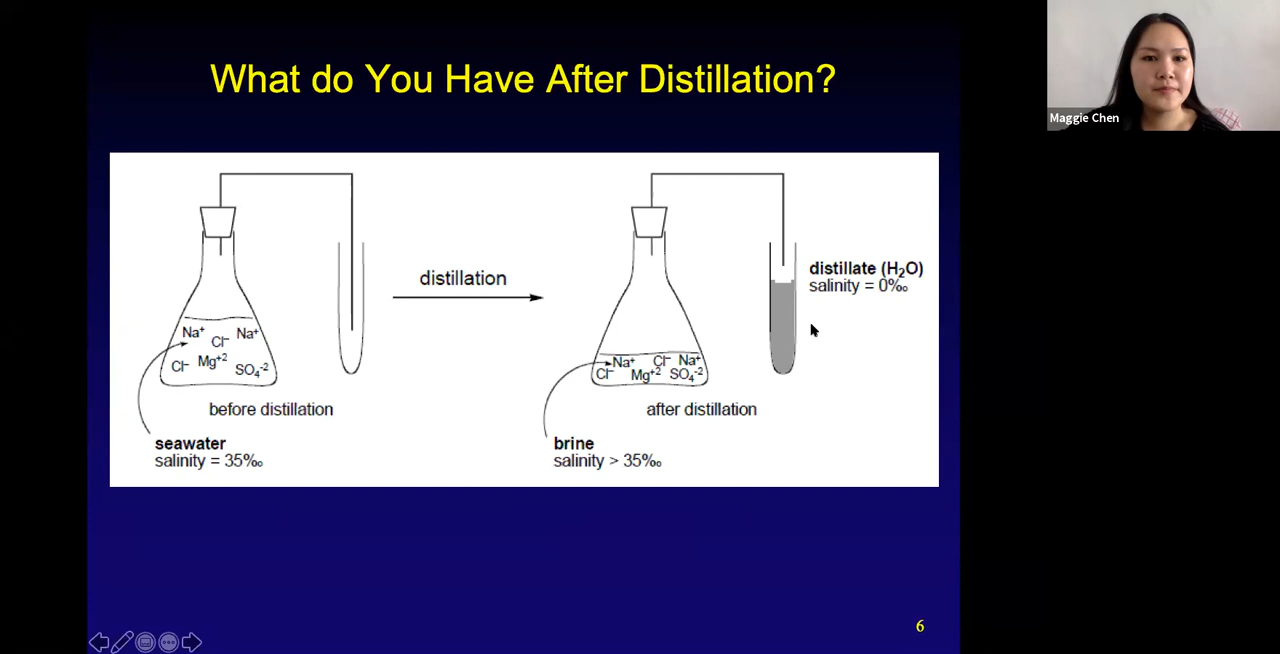 What do You Have After Distillation?
Maggie Chen
distillation
distillate (H₂O)
salinity = 0‰
Na⁺ Cl⁻ Na⁺
Cl⁻ Mg⁺² SO₄⁻²
Na⁺ Cl⁻ Na⁺
Cl⁻ Mg⁺² SO₄⁻²
before distillation
after distillation
seawater
salinity = 35‰
brine
salinity > 35‰
6